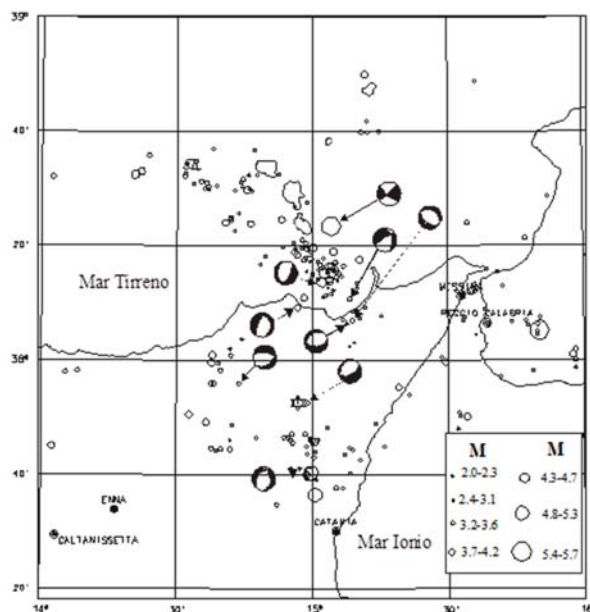 39°
40'
20'
Mar Tirreno
MESSINA
REGGIO CALABRIA
38°
M M
2.0-2.3
4.3-4.7
2.4-3.1
4.8-5.3
3.2-3.6
5.4-5.7
3.7-4.2
40'
ENNA
CALTANISSETTA
CATANIA
Mar Ionio
20'
14°
30'
15°
30'
16